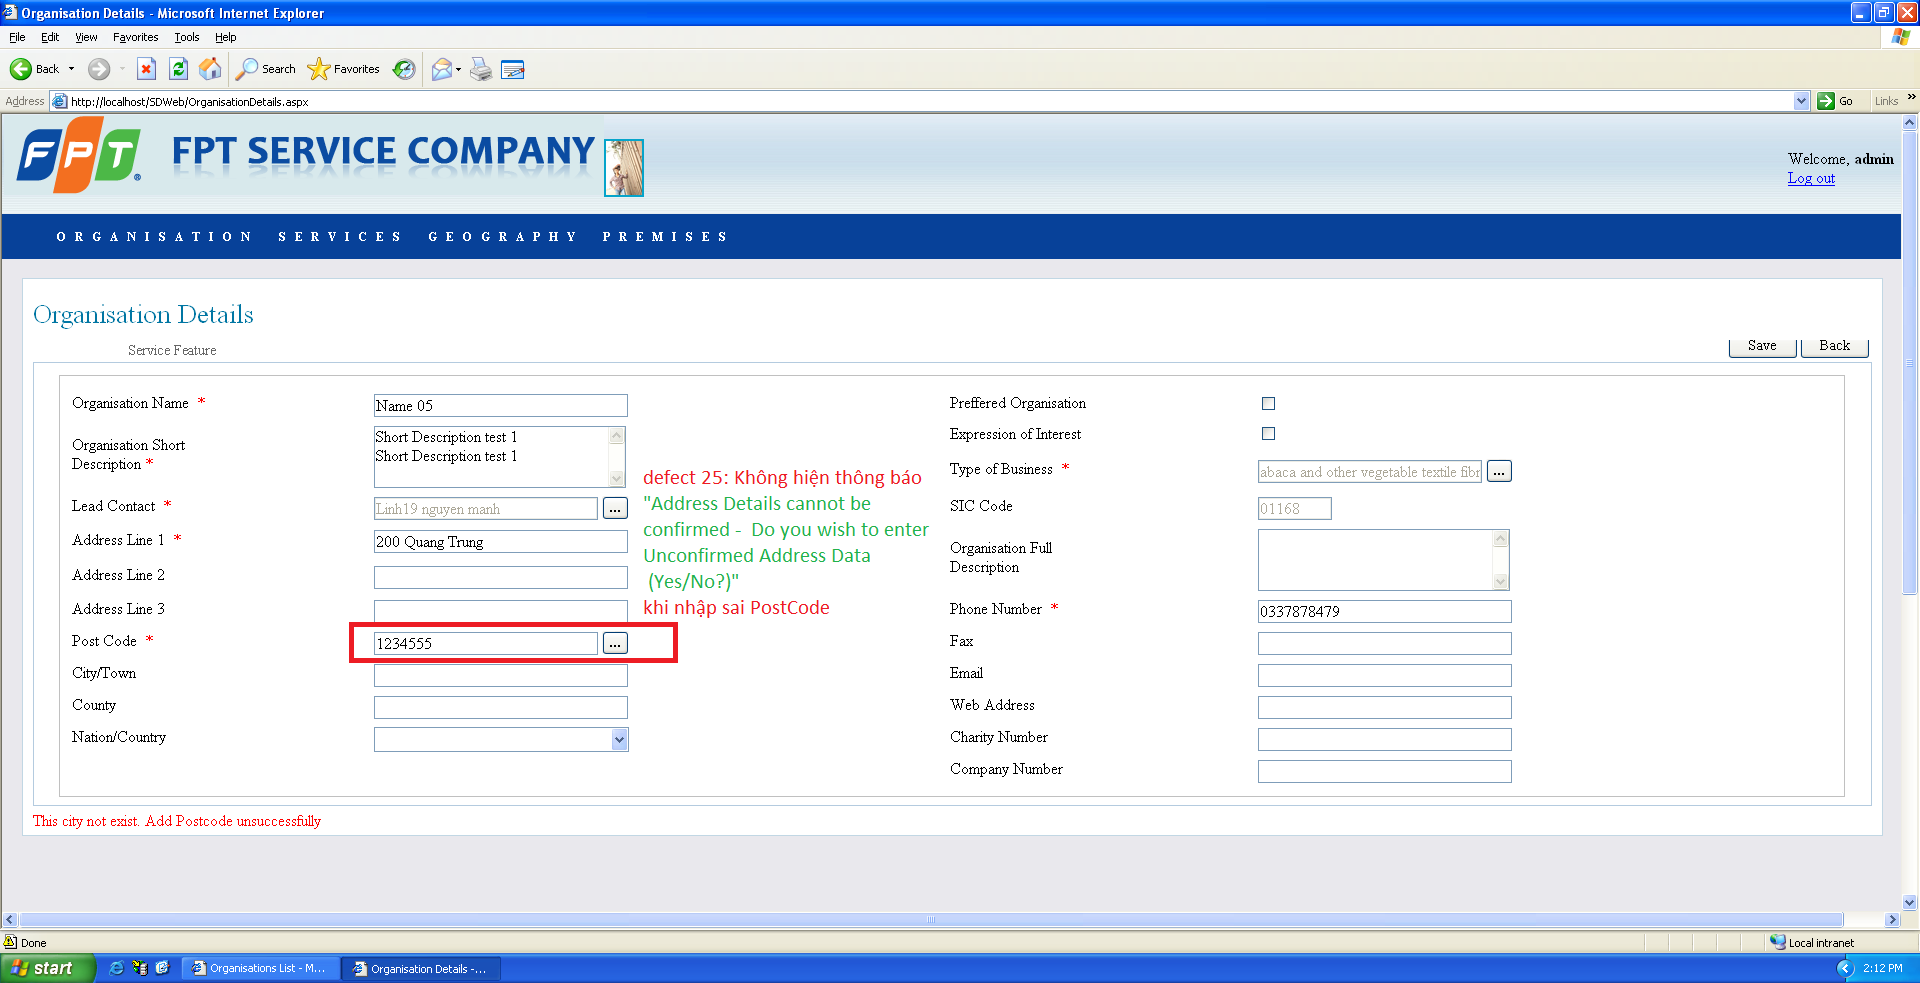 Organisation Details - Microsoft Internet Explorer
File Edit View Favorites Tools Help
Back Search Favorites
Address http://localhost/SDWeb/OrganisationDetails.aspx Go Links »
FPT ® FPT SERVICE COMPANY
Welcome, admin
Log out
ORGANISATION SERVICES GEOGRAPHY PREMISES
Organisation Details
Service Feature
Save Back
Organisation Name * Name 05
Organisation Short
Description *
Short Description test 1
Short Description test 1
Lead Contact * Linh19 nguyen manh ...
Address Line 1 * 200 Quang Trung
Address Line 2
Address Line 3
Post Code * 1234555 ...
City/Town
County
Nation/Country
defect 25: Không hiện thông báo
"Address Details cannot be
confirmed - Do you wish to enter
Unconfirmed Address Data
(Yes/No?)"
khi nhập sai PostCode
Preffered Organisation
Expression of Interest
Type of Business * abaca and other vegetable textile fibr ...
SIC Code 01168
Organisation Full
Description
Phone Number * 0337878479
Fax
Email
Web Address
Charity Number
Company Number
This city not exist. Add Postcode unsuccessfully
Done Local intranet
start Organisations List - M... Organisation Details -... 2:12 PM